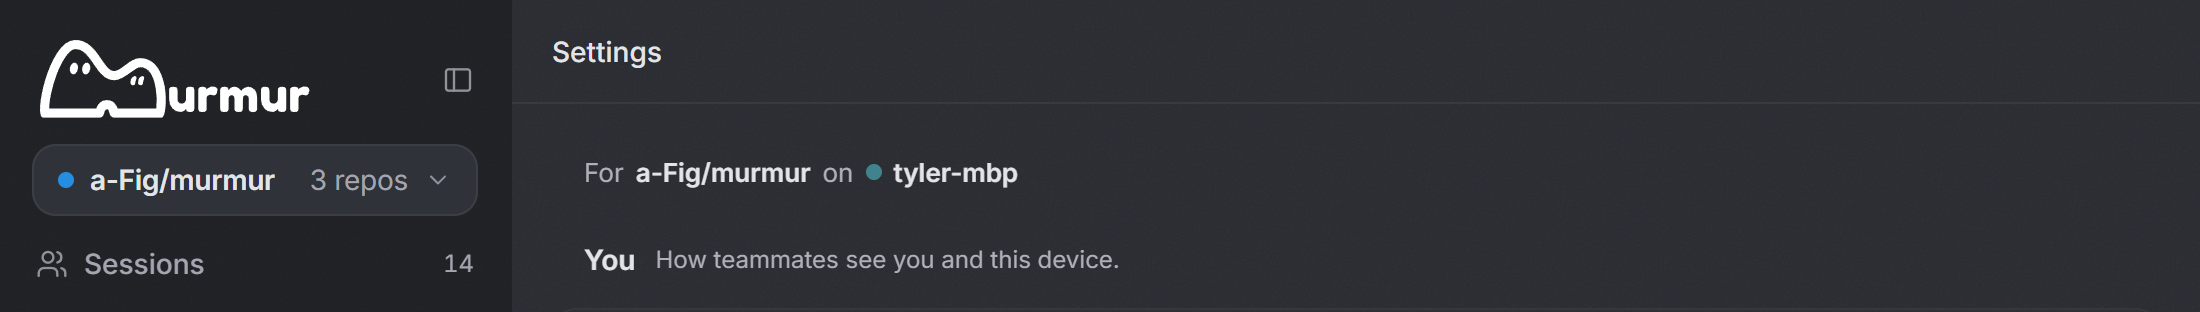 Murmur
a-Fig/murmur 3 repos
Sessions 14
Settings
For a-Fig/murmur on tyler-mbp
You How teammates see you and this device.